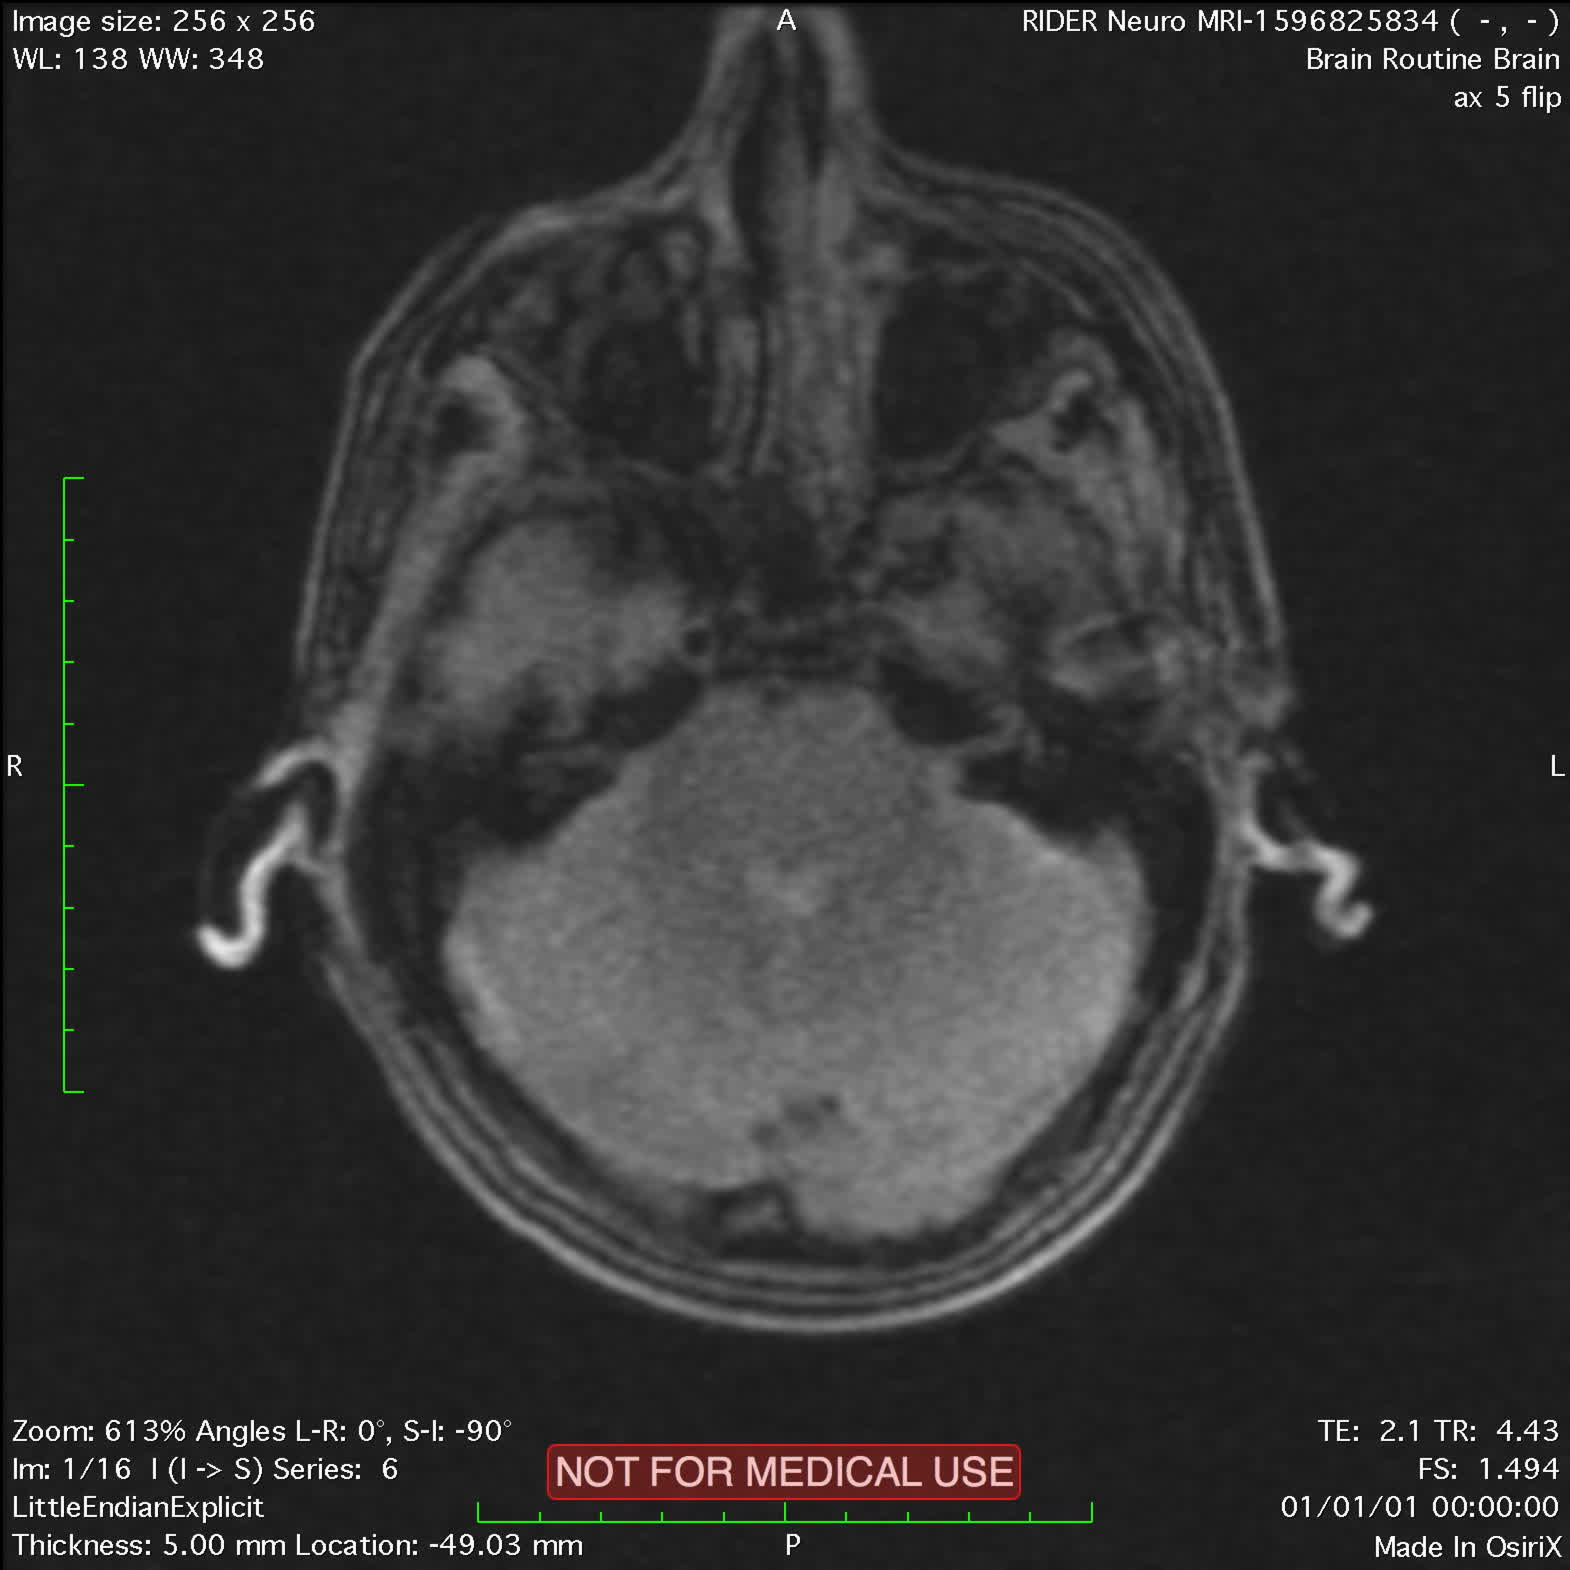 Image size: 256 x 256
WL: 138 WW: 348
A
RIDER Neuro MRI-1596825834 ( - , - )
Brain Routine Brain
ax 5 flip
R
L
Zoom: 613% Angles L-R: 0°, S-I: -90°
Im: 1/16 I (I -> S) Series: 6
LittleEndianExplicit
Thickness: 5.00 mm Location: -49.03 mm
NOT FOR MEDICAL USE
P
TE: 2.1 TR: 4.43
FS: 1.494
01/01/01 00:00:00
Made In OsiriX